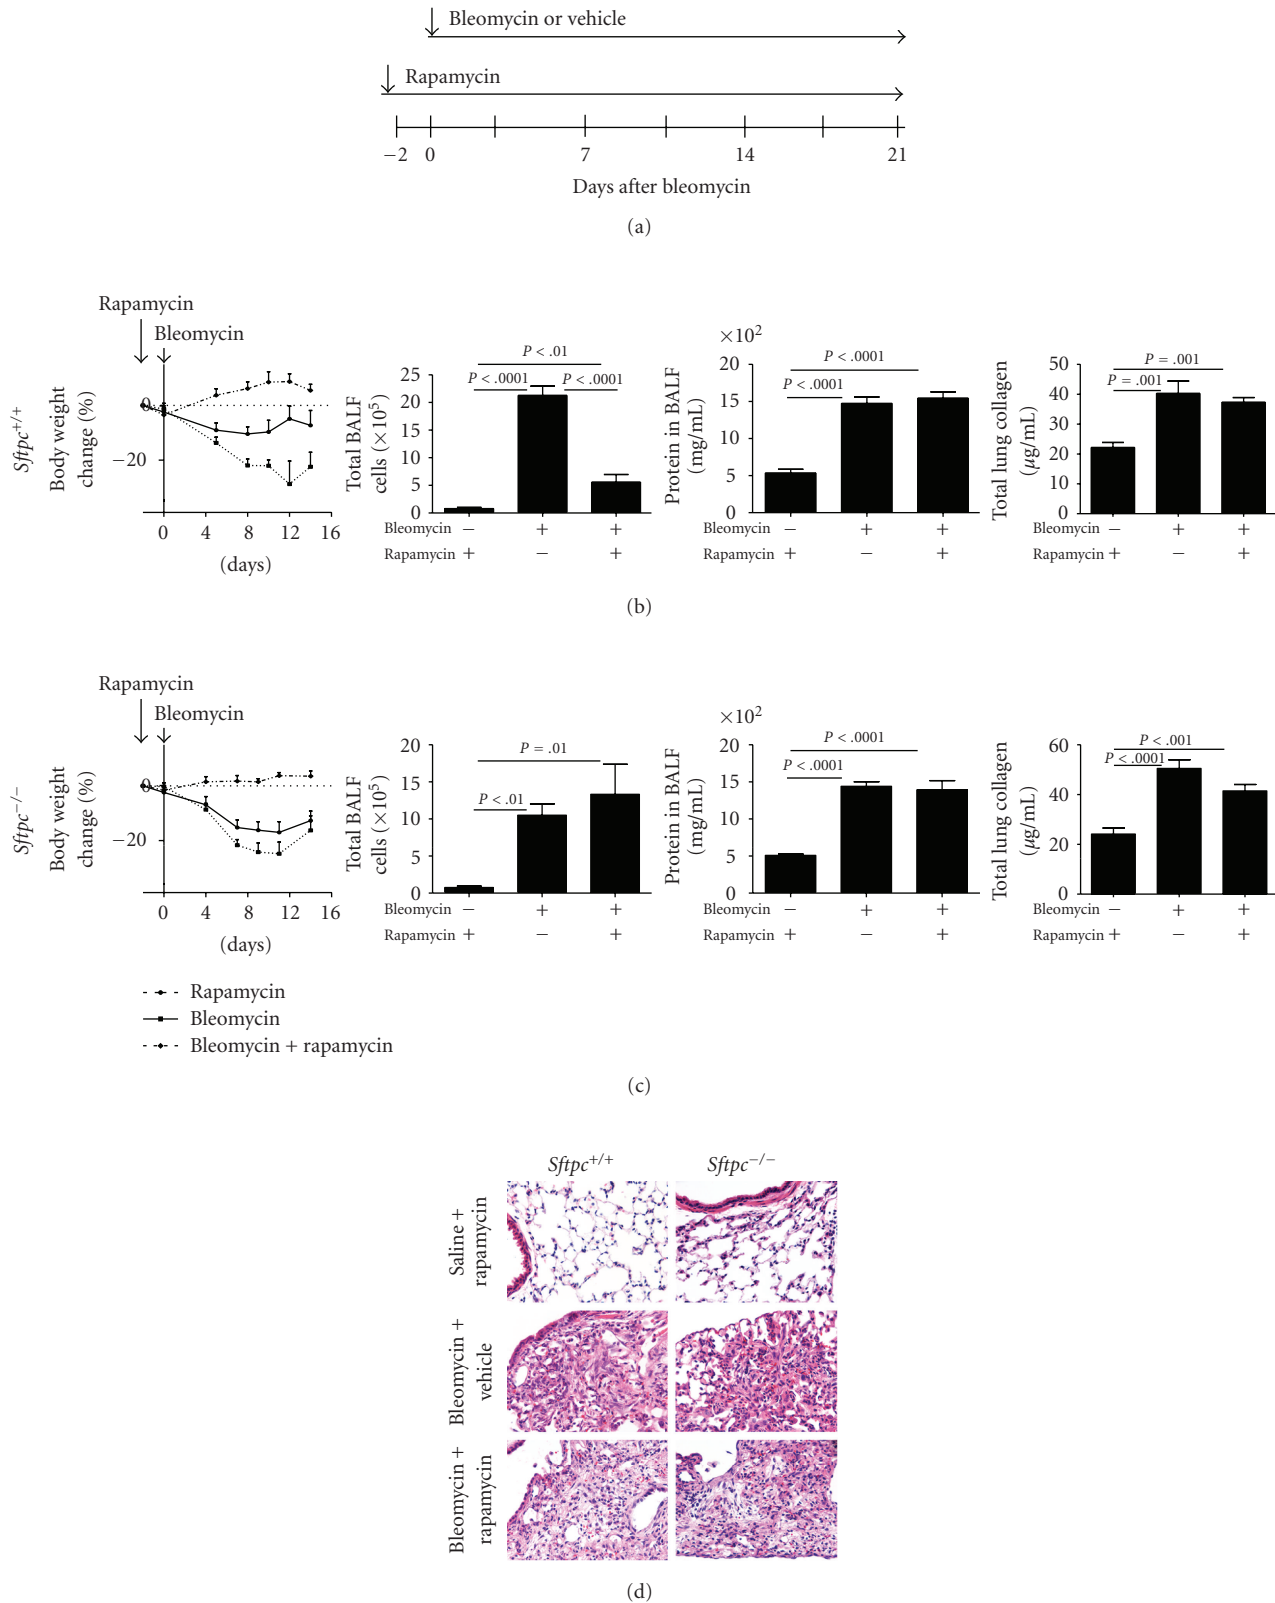 Bleomycin or vehicle
Rapamycin
−2 0 7 14 21
Days after bleomycin
(a)
Rapamycin
Bleomycin
Sftpc+/+
Body weight
change (%)
0
−20
0 4 8 12 16
(days)
Total BALF
cells (×10⁵)
25
20
15
10
5
0
P < .01
P < .0001 P < .0001
Bleomycin − + +
Rapamycin + − +
×10²
Protein in BALF
(mg/mL)
20
15
10
5
0
P < .0001
P < .0001
Bleomycin − + +
Rapamycin + − +
Total lung collagen
(μg/mL)
50
40
30
20
10
0
P = .001
P = .001
Bleomycin − + +
Rapamycin + − +
(b)
Rapamycin
Bleomycin
Sftpc−/−
Body weight
change (%)
0
−20
0 4 8 12 16
(days)
Total BALF
cells (×10⁵)
20
15
10
5
0
P = .01
P < .01
Bleomycin − + +
Rapamycin + − +
×10²
Protein in BALF
(mg/mL)
20
15
10
5
0
P < .0001
P < .0001
Bleomycin − + +
Rapamycin + − +
Total lung collagen
(μg/mL)
60
40
20
0
P < .001
P < .0001
Bleomycin − + +
Rapamycin + − +
Rapamycin
Bleomycin
Bleomycin + rapamycin
(c)
Sftpc+/+ Sftpc−/−
Saline +
rapamycin
Bleomycin +
vehicle
Bleomycin +
rapamycin
(d)